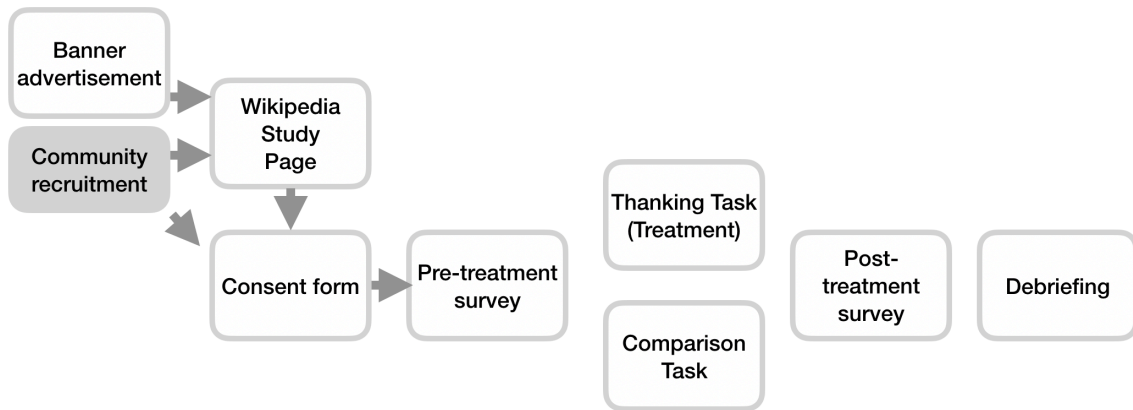 Banner
advertisement
Community
recruitment
Wikipedia
Study
Page
Consent form
Pre-treatment
survey
Thanking Task
(Treatment)
Comparison
Task
Post-
treatment
survey
Debriefing